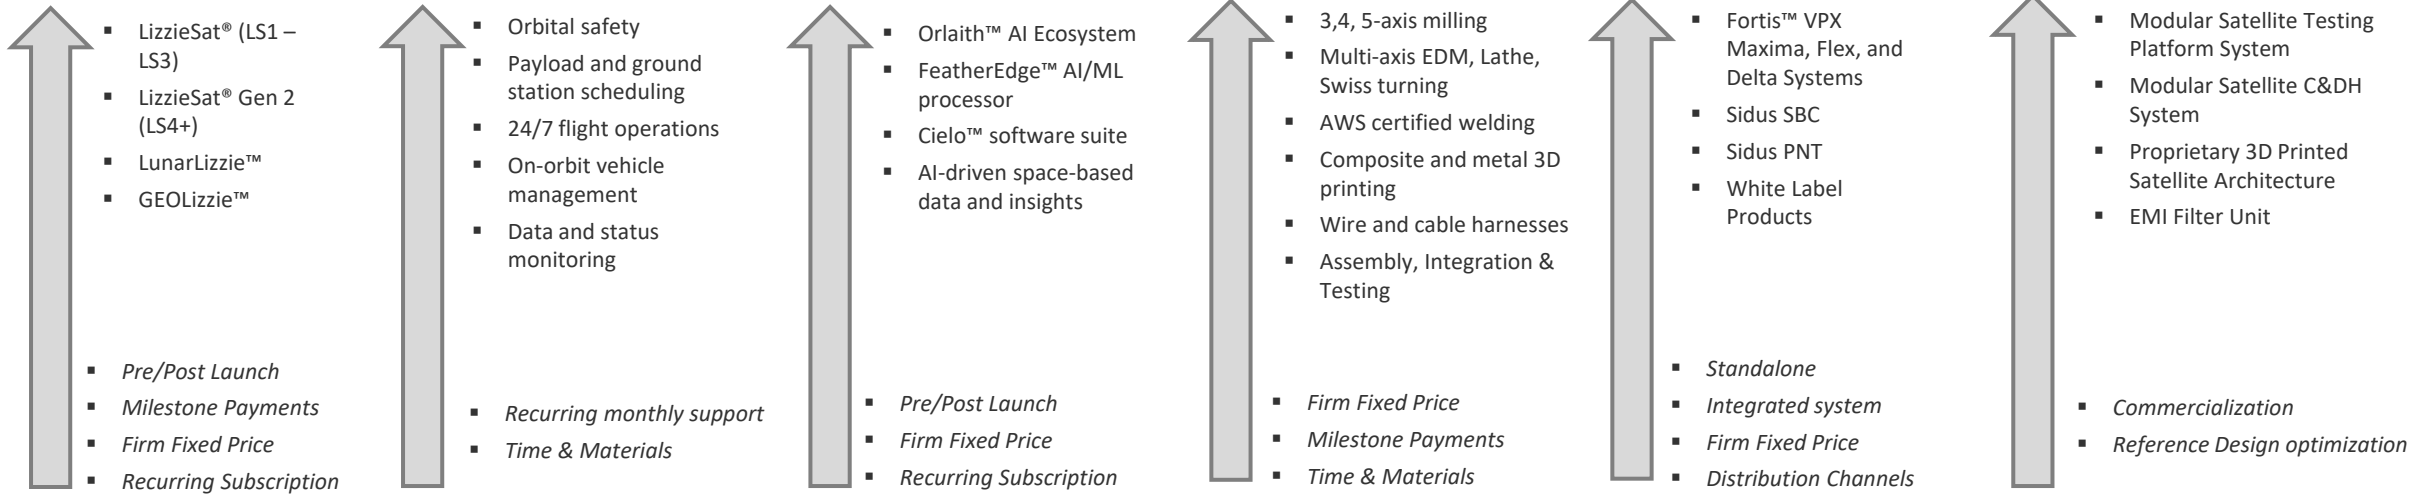 LizzieSat® (LS1 –
LS3)
LizzieSat® Gen 2
(LS4+)
LunarLizzie™
GEOLizzie™
Pre/Post Launch
Milestone Payments
Firm Fixed Price
Recurring Subscription
Orbital safety
Payload and ground
station scheduling
24/7 flight operations
On-orbit vehicle
management
Data and status
monitoring
Recurring monthly support
Time & Materials
Orlaith™ AI Ecosystem
FeatherEdge™ AI/ML
processor
Cielo™ software suite
AI-driven space-based
data and insights
Pre/Post Launch
Firm Fixed Price
Recurring Subscription
3,4, 5-axis milling
Multi-axis EDM, Lathe,
Swiss turning
AWS certified welding
Composite and metal 3D
printing
Wire and cable harnesses
Assembly, Integration &
Testing
Firm Fixed Price
Milestone Payments
Time & Materials
Fortis™ VPX
Maxima, Flex, and
Delta Systems
Sidus SBC
Sidus PNT
White Label
Products
Standalone
Integrated system
Firm Fixed Price
Distribution Channels
Modular Satellite Testing
Platform System
Modular Satellite C&DH
System
Proprietary 3D Printed
Satellite Architecture
EMI Filter Unit
Commercialization
Reference Design optimization